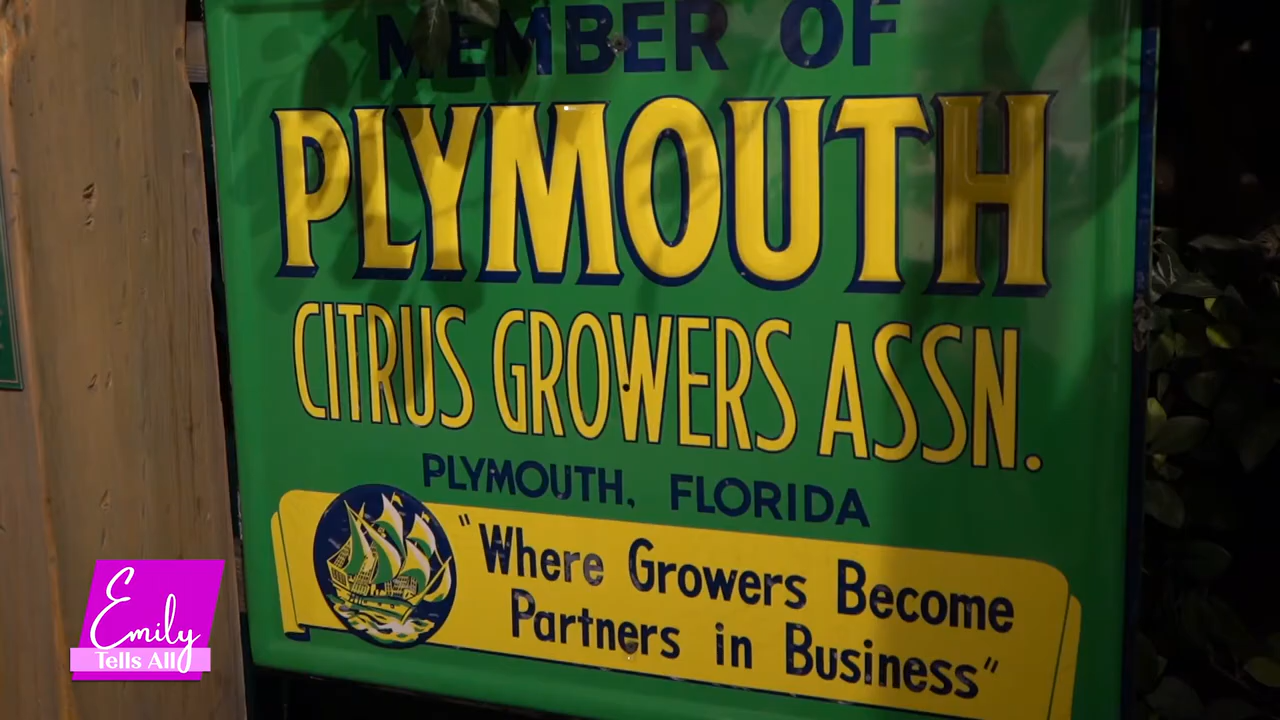 MEMBER OF
PLYMOUTH
CITRUS GROWERS ASSN.
PLYMOUTH, FLORIDA
"Where Growers Become
Partners in Business"
Emily
Tells All